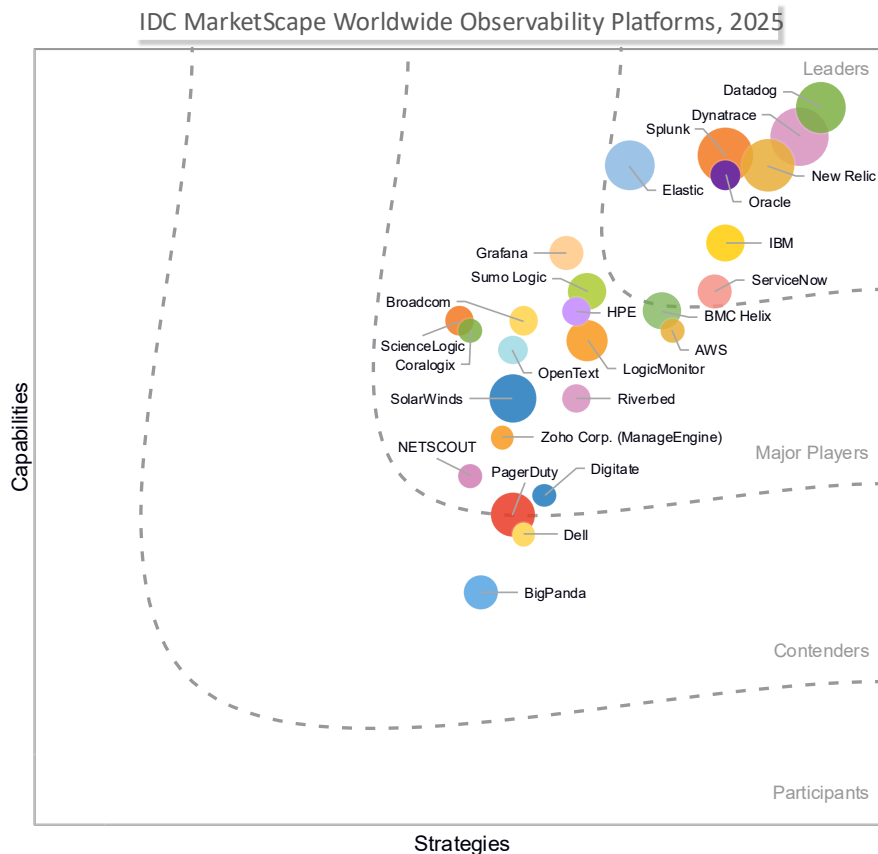 IDC MarketScape Worldwide Observability Platforms, 2025
Leaders
Datadog
Dynatrace
Splunk
New Relic
Elastic
Oracle
Grafana
IBM
Sumo Logic
ServiceNow
Broadcom
HPE
BMC Helix
ScienceLogic
AWS
Coralogix
OpenText
LogicMonitor
SolarWinds
Riverbed
Zoho Corp. (ManageEngine)
NETSCOUT
Major Players
PagerDuty
Digitate
Dell
BigPanda
Contenders
Participants
Capabilities
Strategies